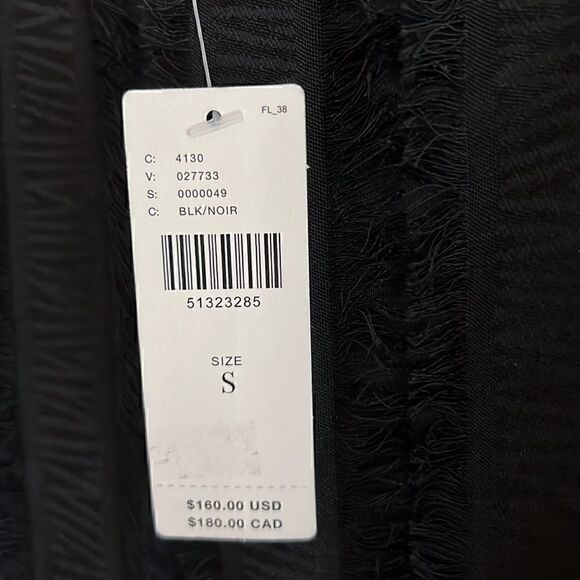 FL_38
C: 4130
V: 027733
S: 0000049
C: BLK/NOIR
51323285
SIZE
S
$160.00 USD
$180.00 CAD